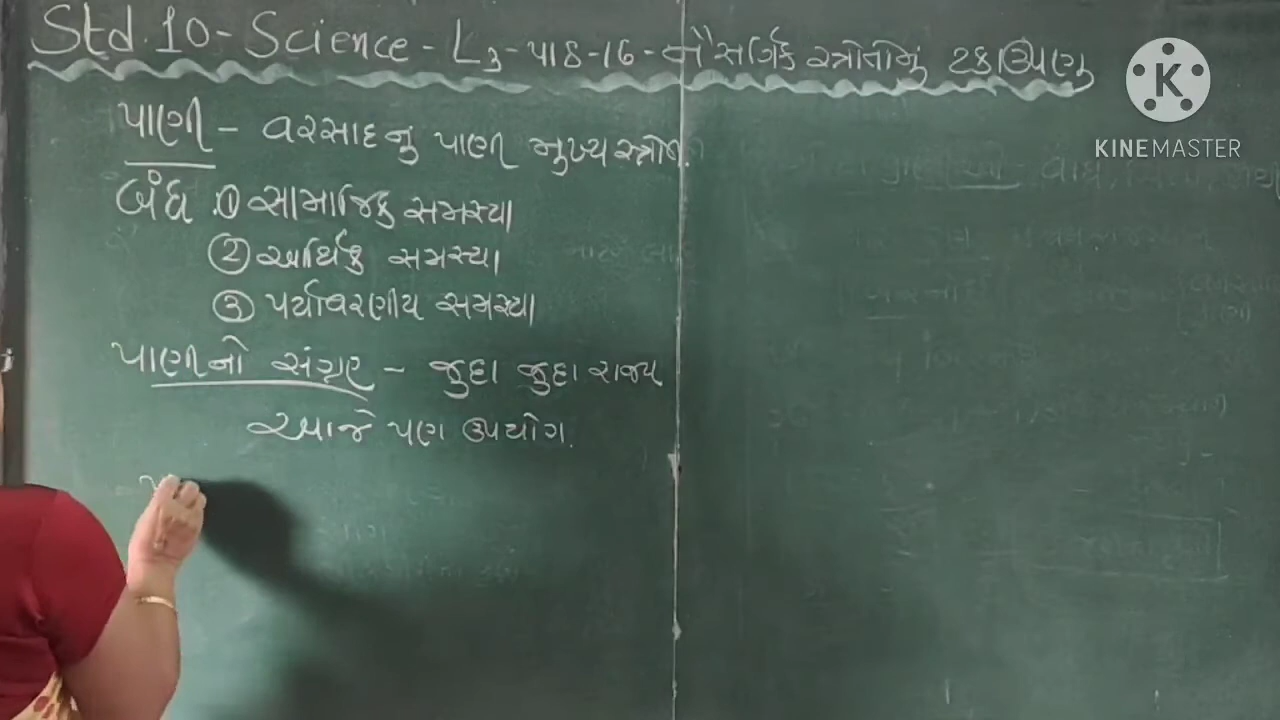 Std.10 - Science - L3 - પાઠ-16 - નૈસર્ગિક સ્ત્રોતોનું ટકાઉપણુ
K
KINEMASTER
પાણી - વરસાદનુ પાણી મુખ્ય સ્ત્રોત.
બંધ ① સામાજિક સમસ્યા
② આર્થિક સમસ્યા
③ પર્યાવરણીય સમસ્યા
પાણીનો સંગ્રહ - જુદા જુદા રાજ્ય
આજે પણ ઉપયોગ.